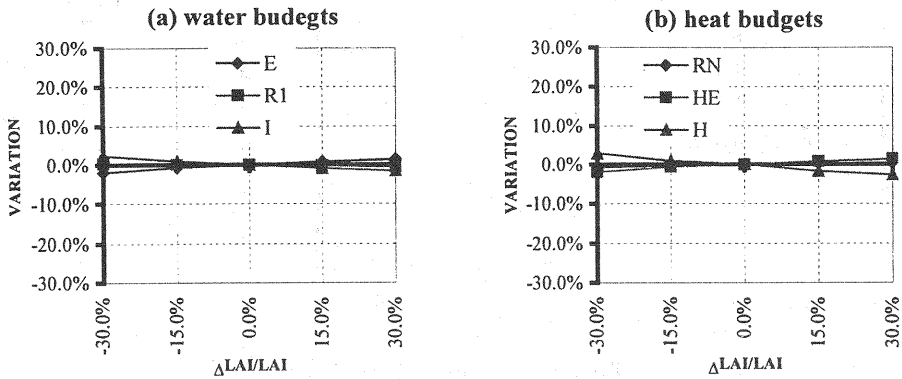 (a) water budegts
30.0%
20.0%
10.0%
0.0%
-10.0%
-20.0%
-30.0%
VARIATION
E
R1
I
-30.0%
-15.0%
0.0%
15.0%
30.0%
ΔLAI/LAI
(b) heat budgets
30.0%
20.0%
10.0%
0.0%
-10.0%
-20.0%
-30.0%
VARIATION
RN
HE
H
-30.0%
-15.0%
0.0%
15.0%
30.0%
ΔLAI/LAI